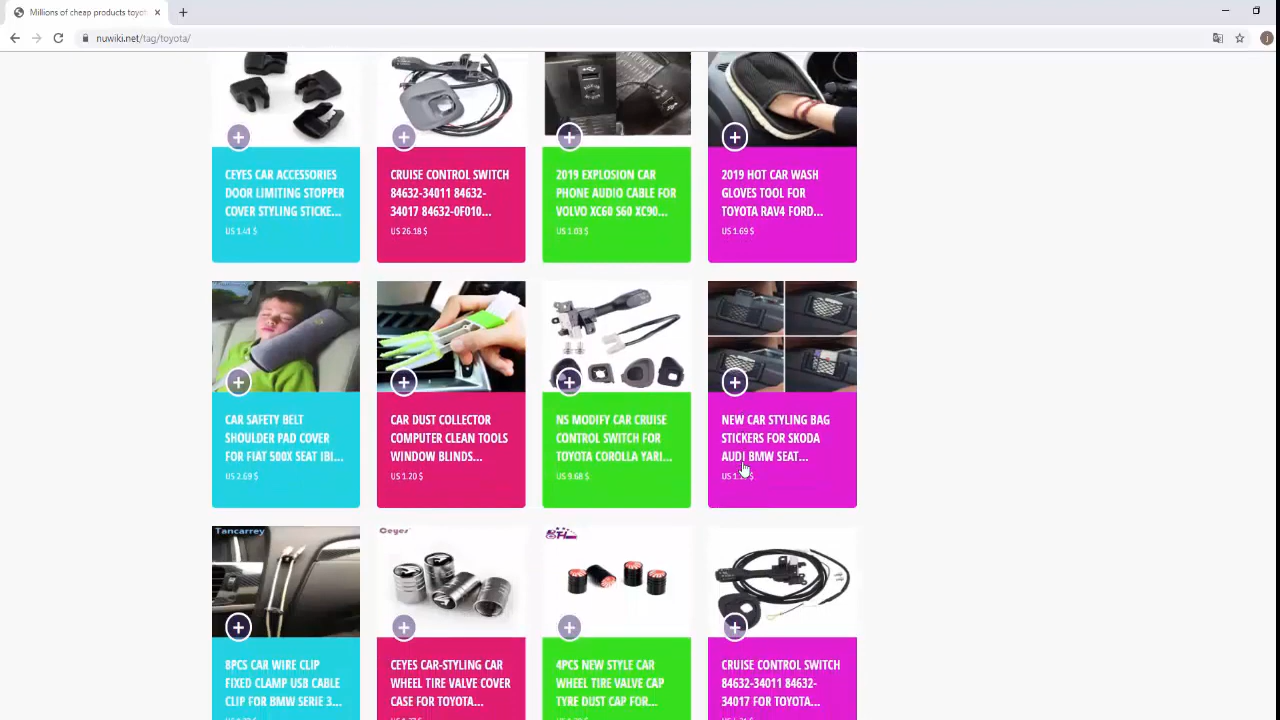 Millions of cheap products toyot
nuwiki.net/tag/toyota/
CEYES CAR ACCESSORIES
DOOR LIMITING STOPPER
COVER STYLING STICKE...
US 1.41 $
CRUISE CONTROL SWITCH
84632-34011 84632-
34017 84632-0F010...
US 26.18 $
2019 EXPLOSION CAR
PHONE AUDIO CABLE FOR
VOLVO XC60 S60 XC90...
US 1.03 $
2019 HOT CAR WASH
GLOVES TOOL FOR
TOYOTA RAV4 FORD...
US 1.69 $
CAR SAFETY BELT
SHOULDER PAD COVER
FOR FIAT 500X SEAT IBI...
US 2.69 $
CAR DUST COLLECTOR
COMPUTER CLEAN TOOLS
WINDOW BLINDS...
US 1.20 $
NS MODIFY CAR CRUISE
CONTROL SWITCH FOR
TOYOTA COROLLA YARI...
US 9.68 $
NEW CAR STYLING BAG
STICKERS FOR SKODA
AUDI BMW SEAT...
Tancarrey
8PCS CAR WIRE CLIP
FIXED CLAMP USB CABLE
CLIP FOR BMW SERIE 3...
Ceyes
CEYES CAR-STYLING CAR
WHEEL TIRE VALVE COVER
CASE FOR TOYOTA...
4PCS NEW STYLE CAR
WHEEL TIRE VALVE CAP
TYRE DUST CAP FOR...
CRUISE CONTROL SWITCH
84632-34011 84632-
34017 FOR TOYOTA...